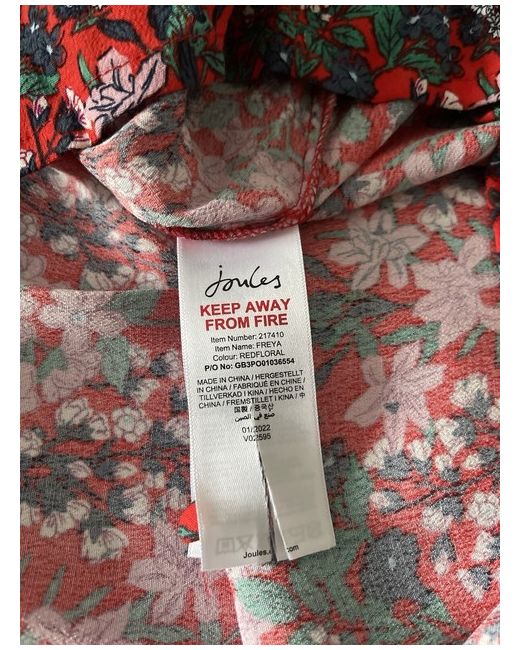 Joules
KEEP AWAY
FROM FIRE
Item Number: 217410
Item Name: FREYA
Colour: REDFLORAL
P/O No: GB3PO01036554
MADE IN CHINA / HERGESTELLT
IN CHINA / FABRIQUÉ EN CHINE /
TILLVERKAD I KINA / HECHO EN
CHINA / FREMSTILLET I KINA / 中
国製 / 중국산
صنع في الصين
01/2022
V02695